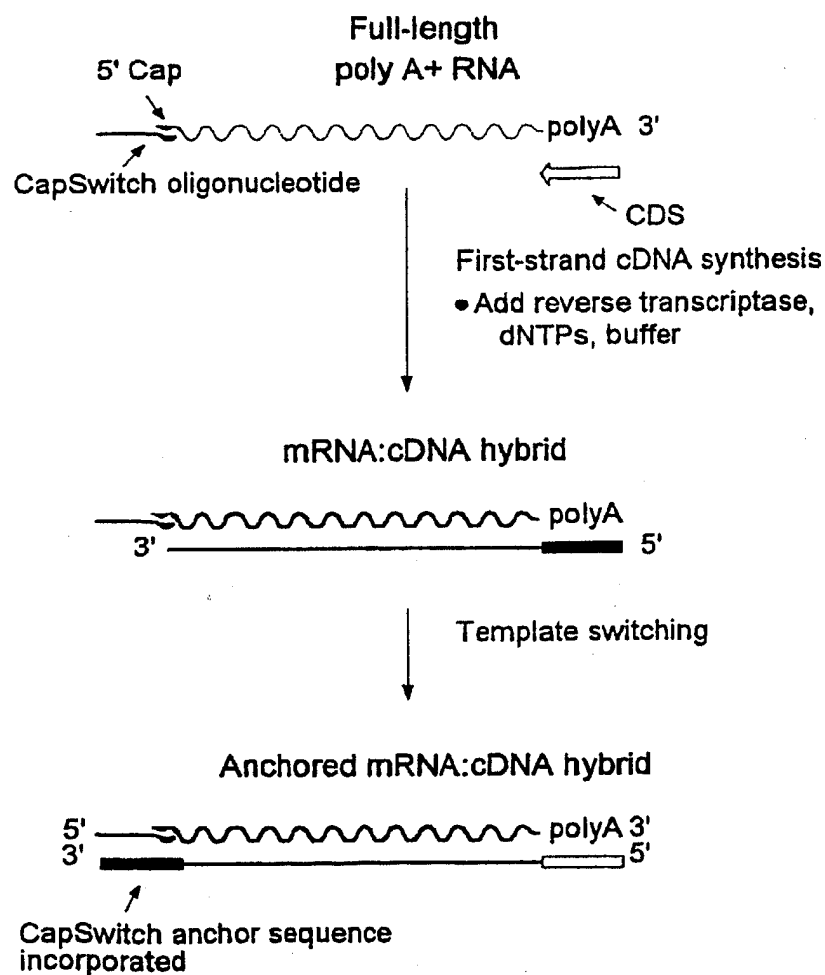 Full-length
poly A+ RNA
5' Cap
polyA 3'
CapSwitch oligonucleotide
CDS
First-strand cDNA synthesis
• Add reverse transcriptase,
dNTPs, buffer
mRNA:cDNA hybrid
polyA
3' 5'
Template switching
Anchored mRNA:cDNA hybrid
5' polyA 3'
3' 5'
CapSwitch anchor sequence
incorporated